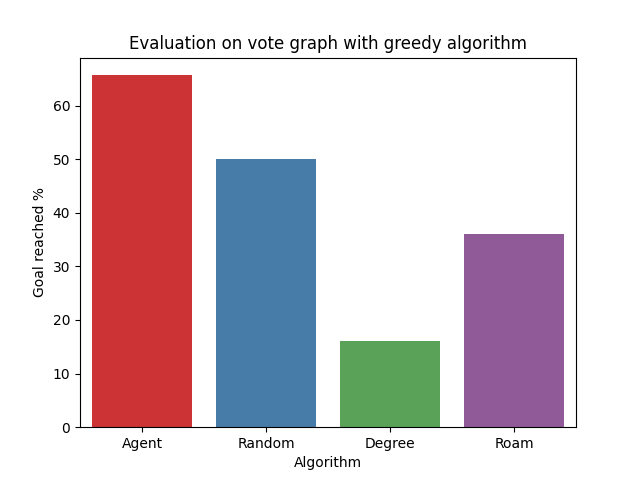 Evaluation on vote graph with greedy algorithm
Goal reached %
60
50
40
30
20
10
0
Agent Random Degree Roam
Algorithm